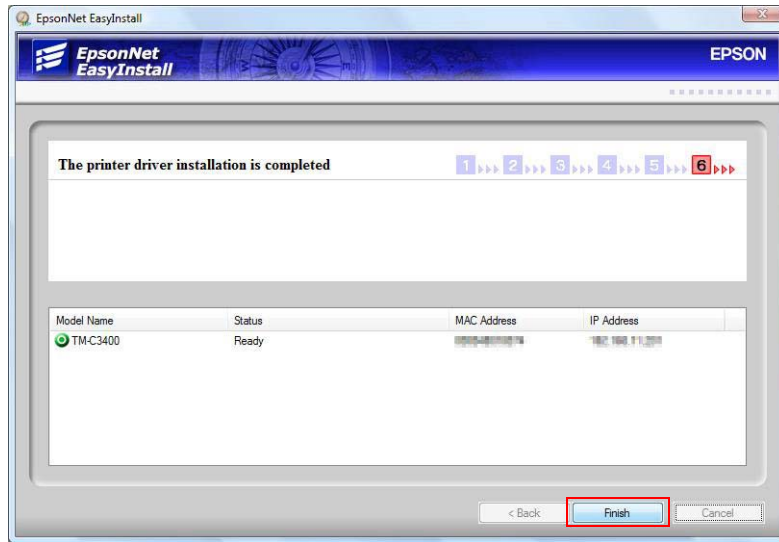 EpsonNet EasyInstall
EpsonNet
EasyInstall
EPSON
The printer driver installation is completed
1 2 3 4 5 6
Model Name Status MAC Address IP Address
TM-C3400 Ready
< Back Finish Cancel